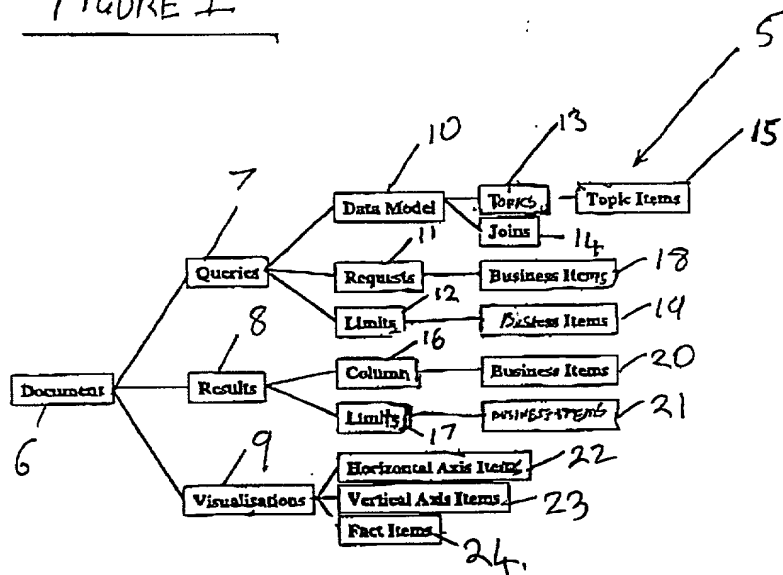 FIGURE 1
5
10
13
15
7
Data Model
TOPICS
Topic Items
11
Joins
14
Queries
Requests
Business Items
18
12
8
Limits
Items
19
16
Column
Business Items
20
Document
Results
Limits
BUSINESS ITEMS
21
6
9
17
Horizontal Axis Items
22
Visualisations
Vertical Axis Items
23
Fact Items
24.